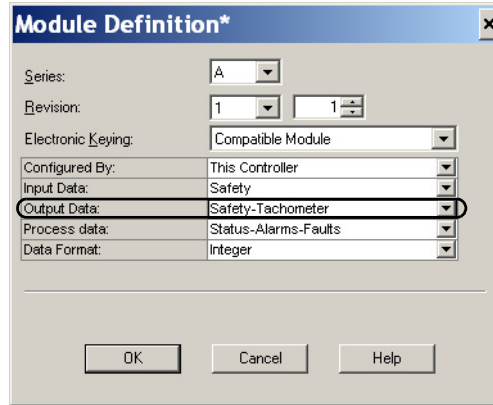 Module Definition*
Series: A
Revision: 1 1
Electronic Keying: Compatible Module
Configured By: This Controller
Input Data: Safety
Output Data: Safety-Tachometer
Process data: Status-Alarms-Faults
Data Format: Integer
OK Cancel Help